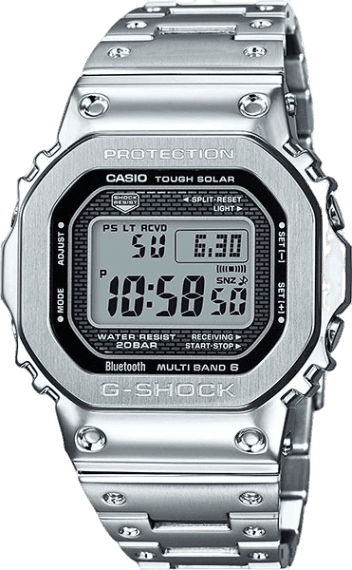 PROTECTION
CASIO TOUGH SOLAR
SHOCK RESIST
◄SPLIT·RESET
LIGHT►
PS LT RCVD
SU 6.30
SNZ
P 10:58 50
ADJUST
MODE
SET[—]
SET[+]
WATER RESIST RECEIVING►
20BAR START·STOP►
Bluetooth MULTI BAND 6
G-SHOCK